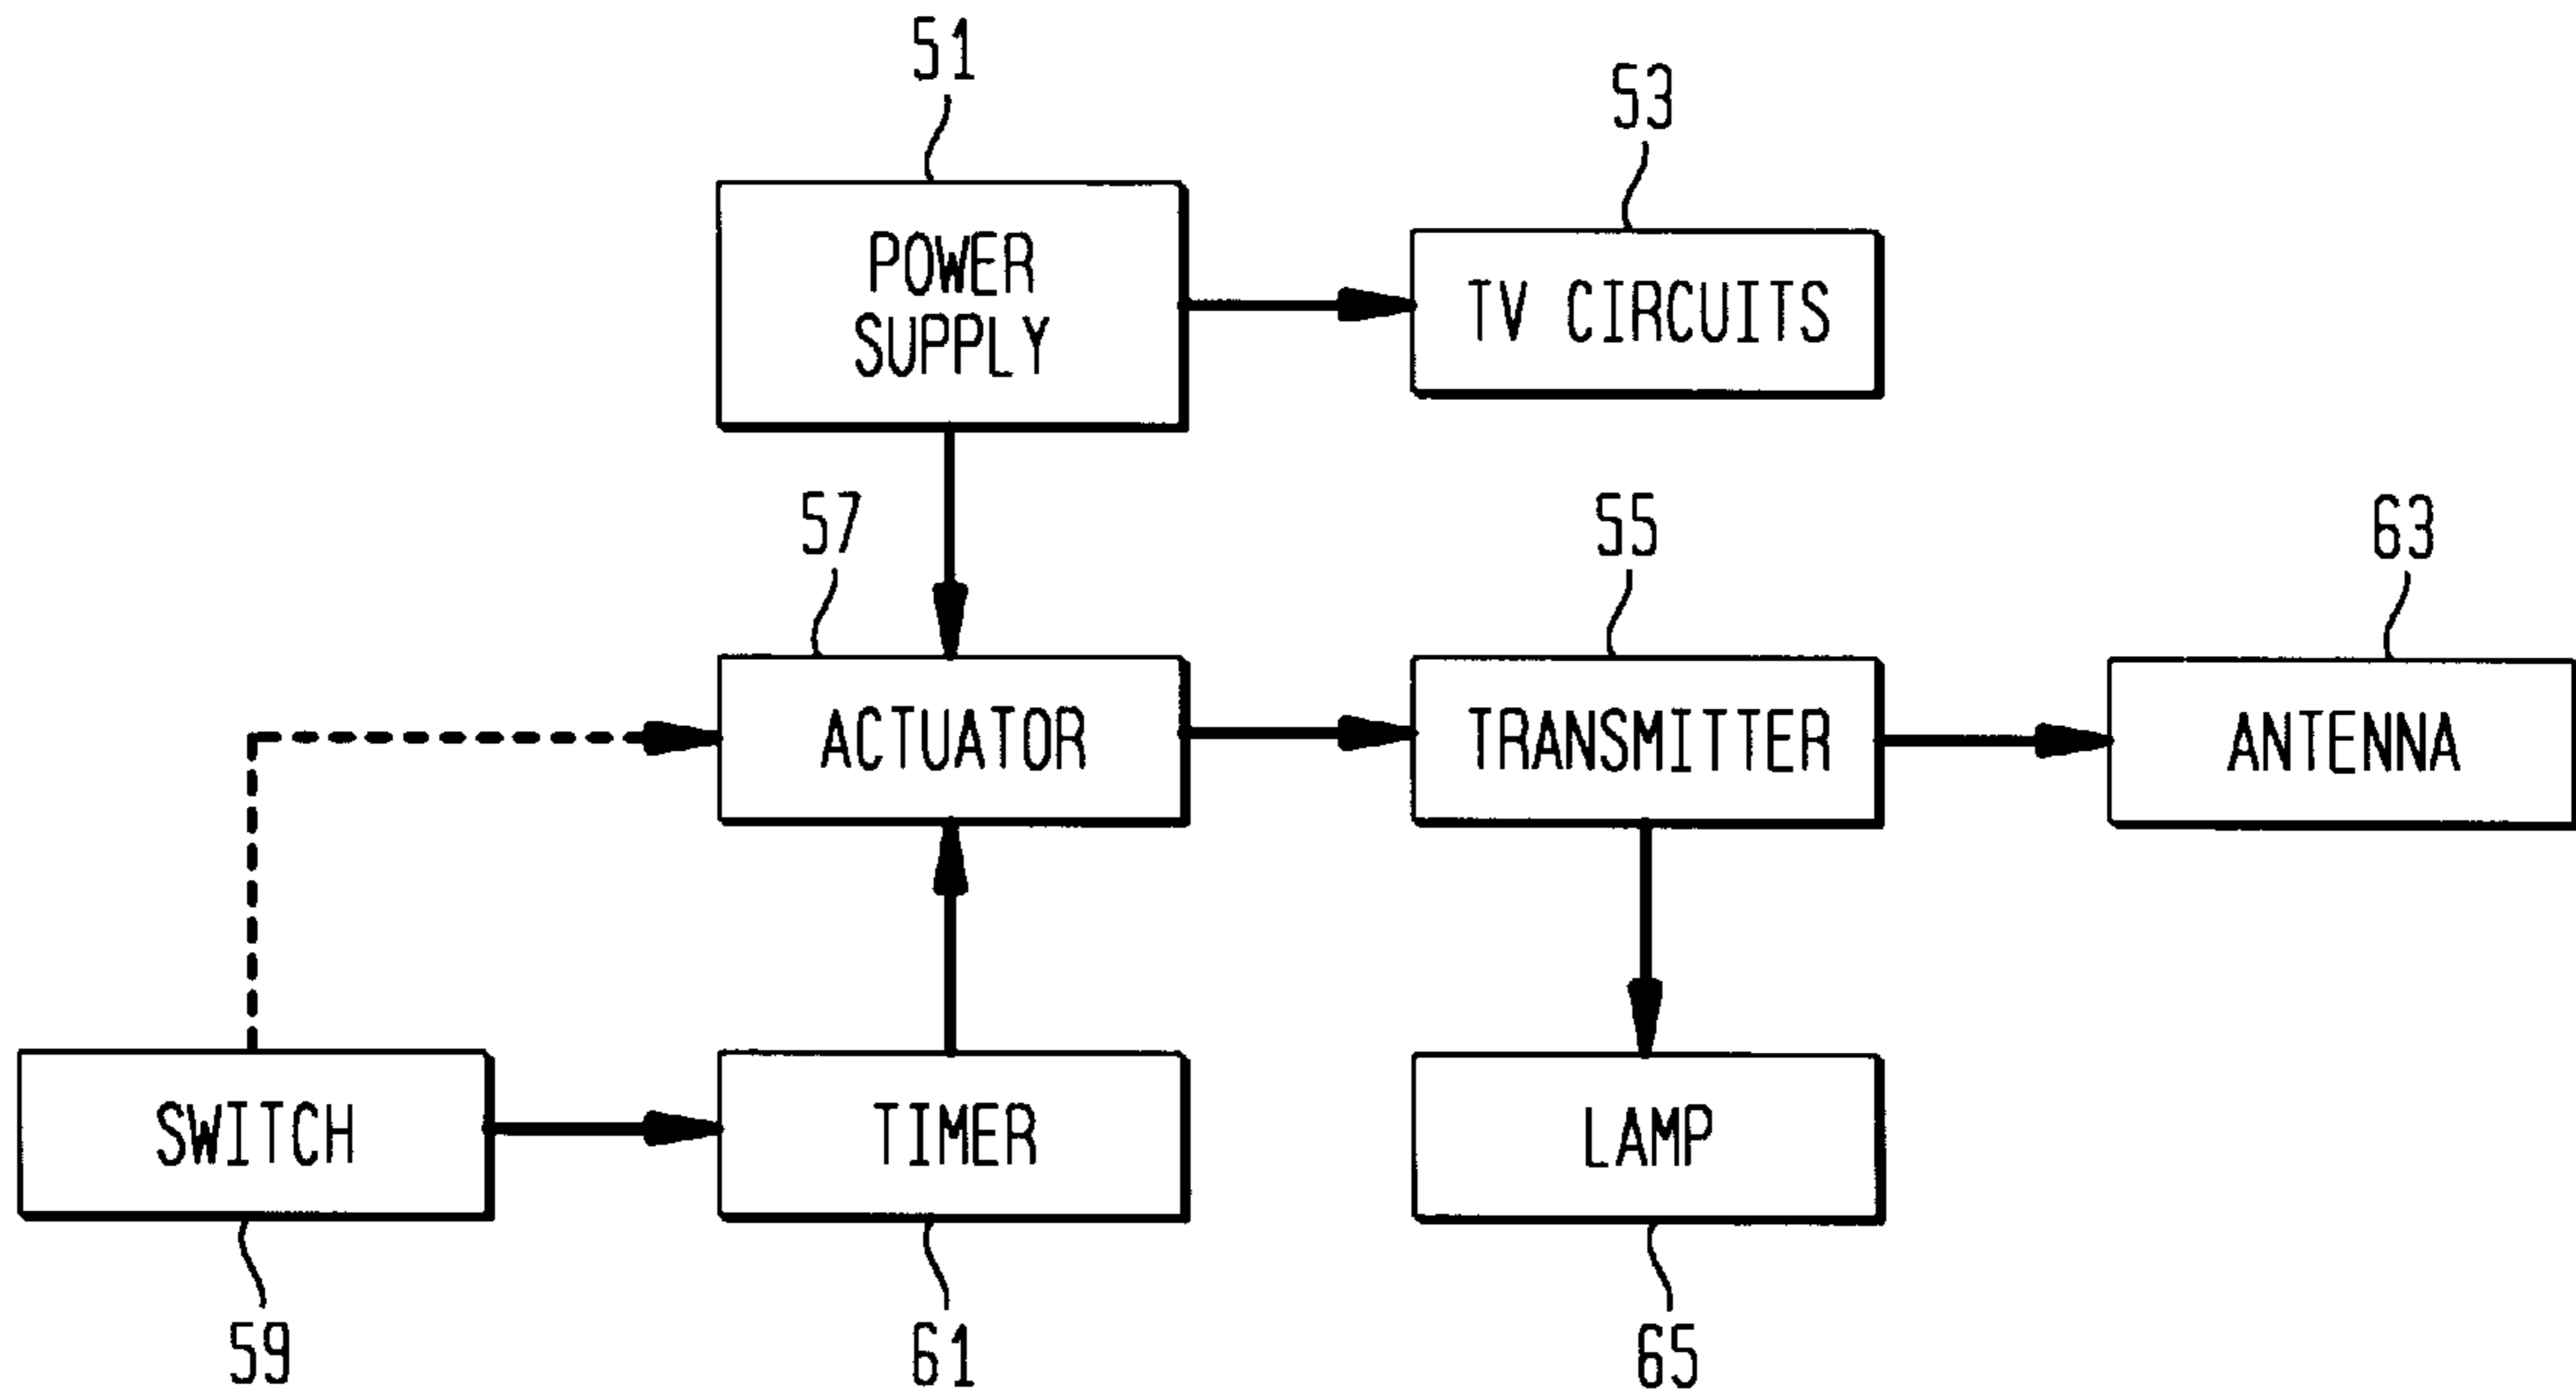 51
53
POWER
SUPPLY
TV CIRCUITS
57
55
63
ACTUATOR
TRANSMITTER
ANTENNA
SWITCH
TIMER
LAMP
59
61
65